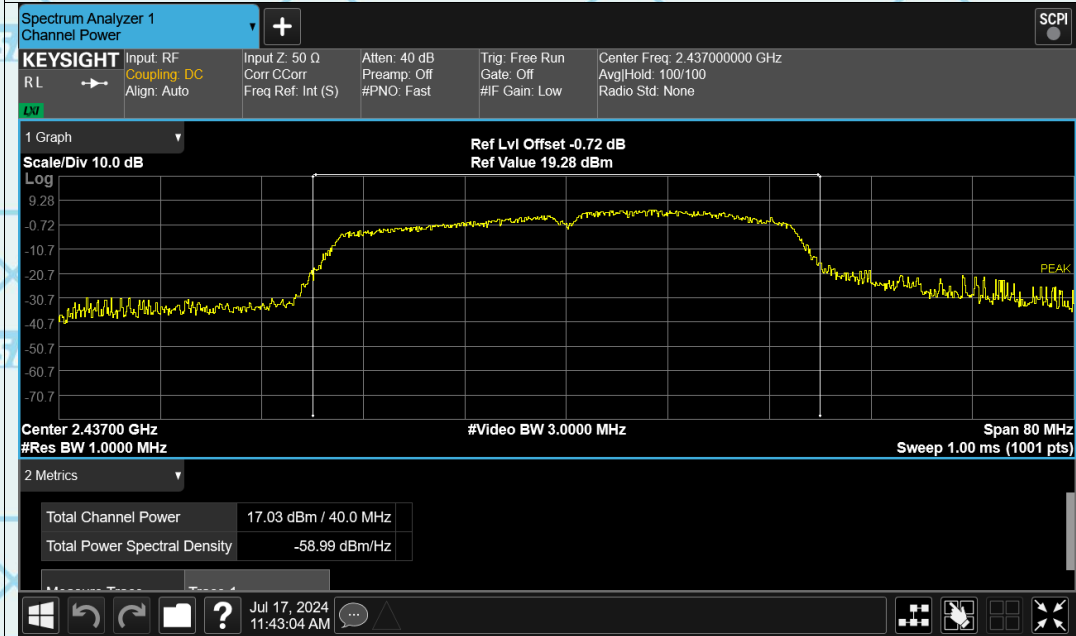 Spectrum Analyzer 1
Channel Power
+
SCPI
KEYSIGHT
R L
LXI
Input: RF
Coupling: DC
Align: Auto
Input Z: 50 Ω
Corr CCorr
Freq Ref: Int (S)
Atten: 40 dB
Preamp: Off
#PNO: Fast
Trig: Free Run
Gate: Off
#IF Gain: Low
Center Freq: 2.437000000 GHz
Avg|Hold: 100/100
Radio Std: None
1 Graph
Scale/Div 10.0 dB
Ref Lvl Offset -0.72 dB
Ref Value 19.28 dBm
Log
9.28
-0.72
-10.7
-20.7
-30.7
-40.7
-50.7
-60.7
-70.7
PEAK
Center 2.43700 GHz
#Video BW 3.0000 MHz
Span 80 MHz
#Res BW 1.0000 MHz
Sweep 1.00 ms (1001 pts)
2 Metrics
Total Channel Power 17.03 dBm / 40.0 MHz
Total Power Spectral Density -58.99 dBm/Hz
?
Jul 17, 2024
11:43:04 AM